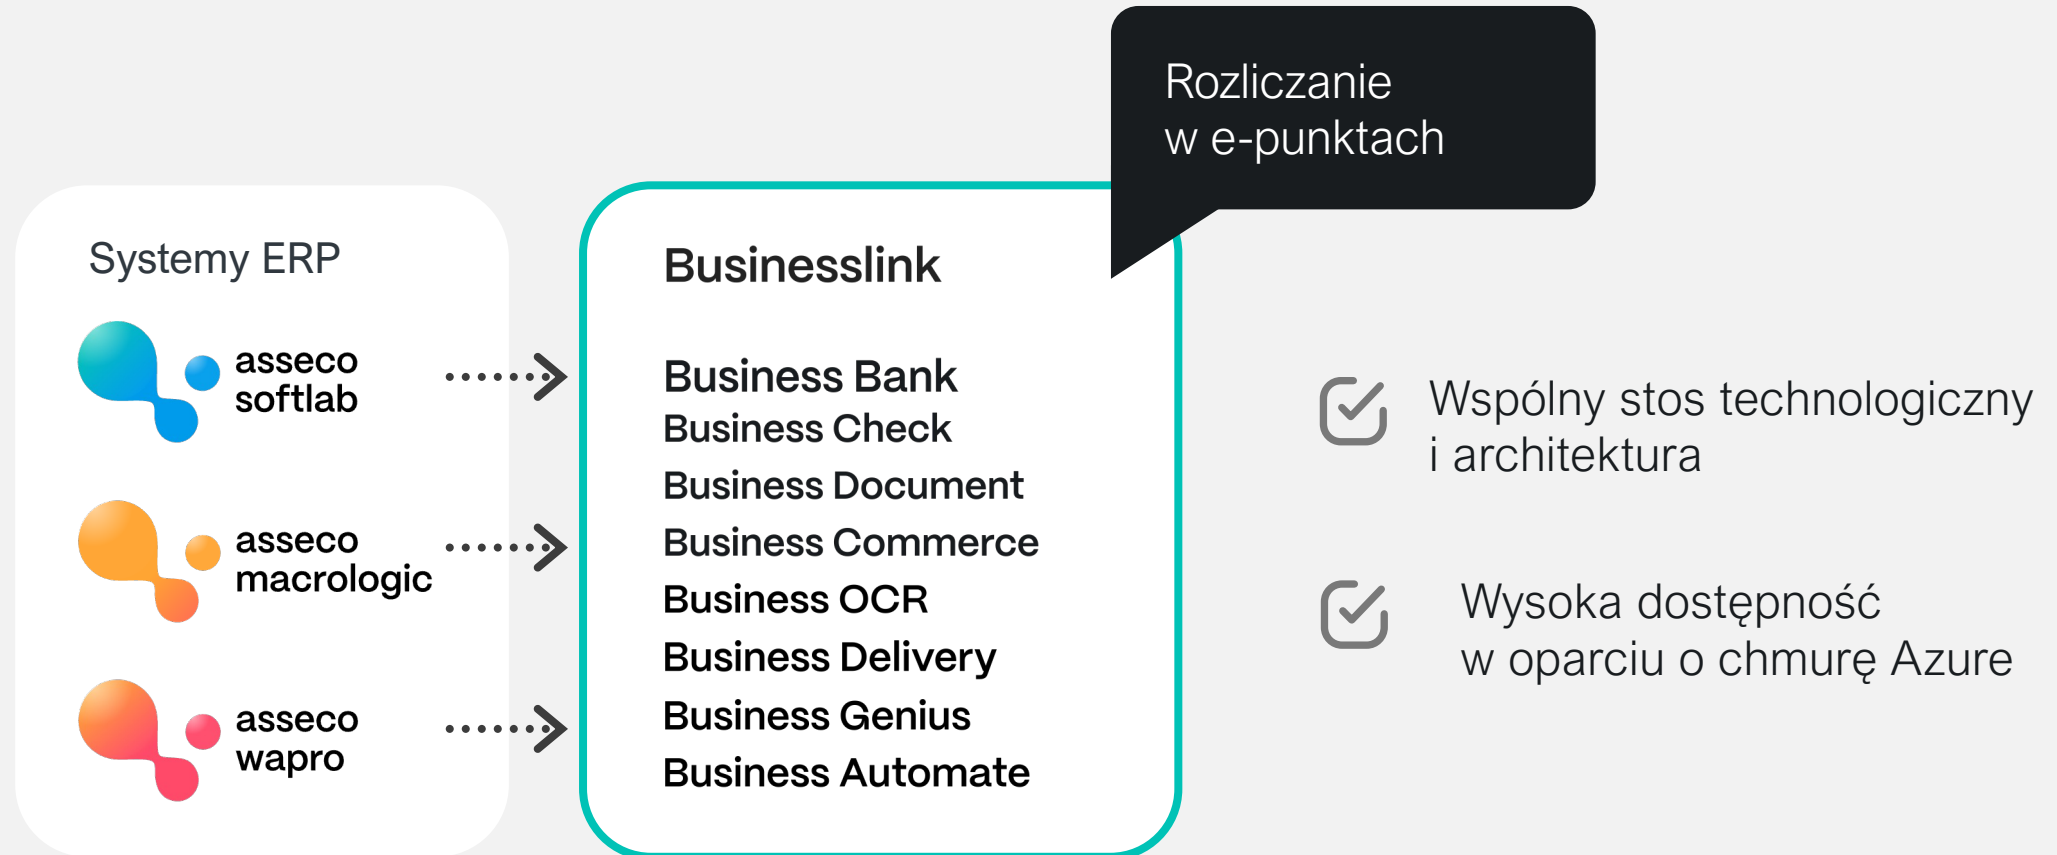 Rozliczanie
w e-punktach
Systemy ERP
asseco
softlab
asseco
macrologic
asseco
wapro
Businesslink
Business Bank
Business Check
Business Document
Business Commerce
Business OCR
Business Delivery
Business Genius
Business Automate
Wspólny stos technologiczny
i architektura
Wysoka dostępność
w oparciu o chmurę Azure